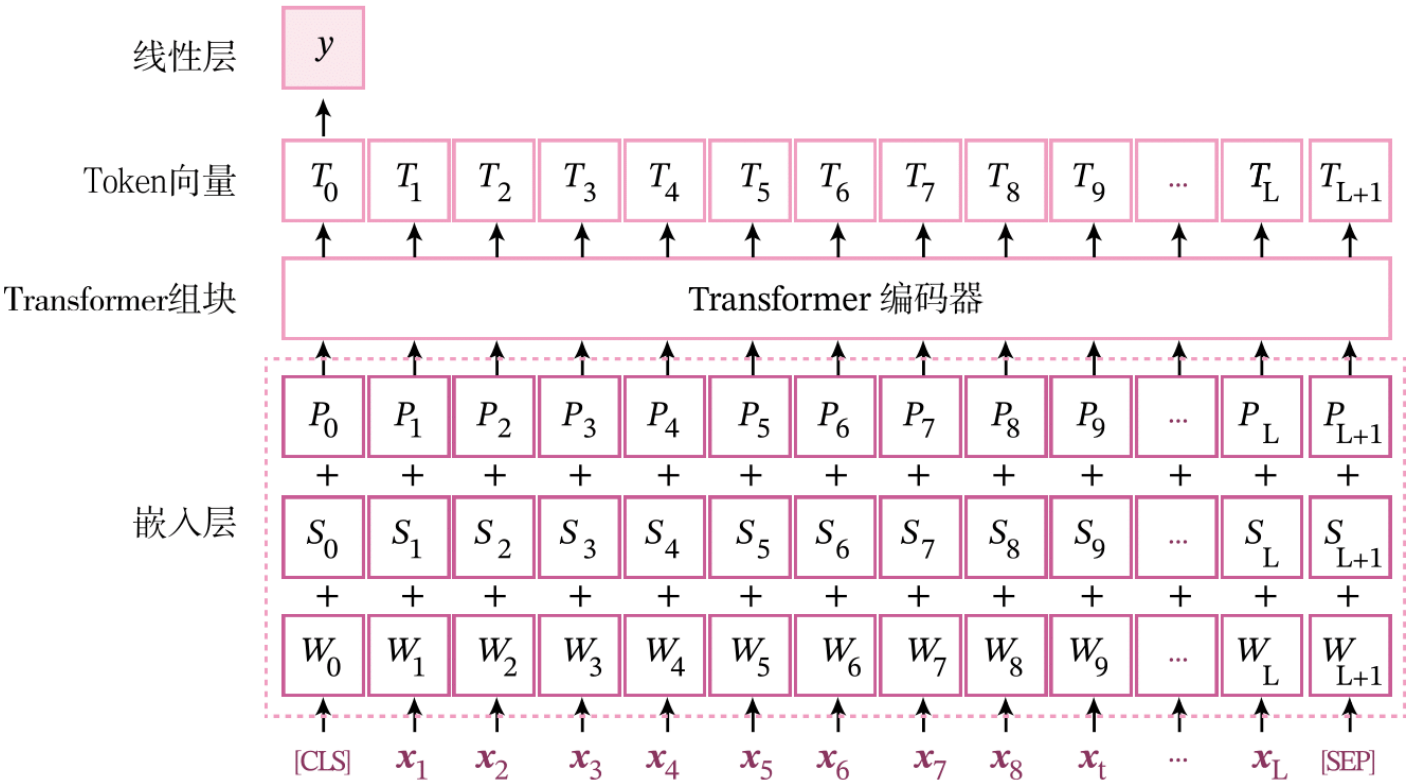 线性层 y
Token向量 T0 T1 T2 T3 T4 T5 T6 T7 T8 T9 ... TL TL+1
Transformer组块 Transformer 编码器
P0 P1 P2 P3 P4 P5 P6 P7 P8 P9 ... PL PL+1
+ + + + + + + + + + + + +
嵌入层 S0 S1 S2 S3 S4 S5 S6 S7 S8 S9 ... SL SL+1
+ + + + + + + + + + + + +
W0 W1 W2 W3 W4 W5 W6 W7 W8 W9 ... WL WL+1
[CLS] x1 x2 x3 x4 x5 x6 x7 x8 xt ... xL [SEP]